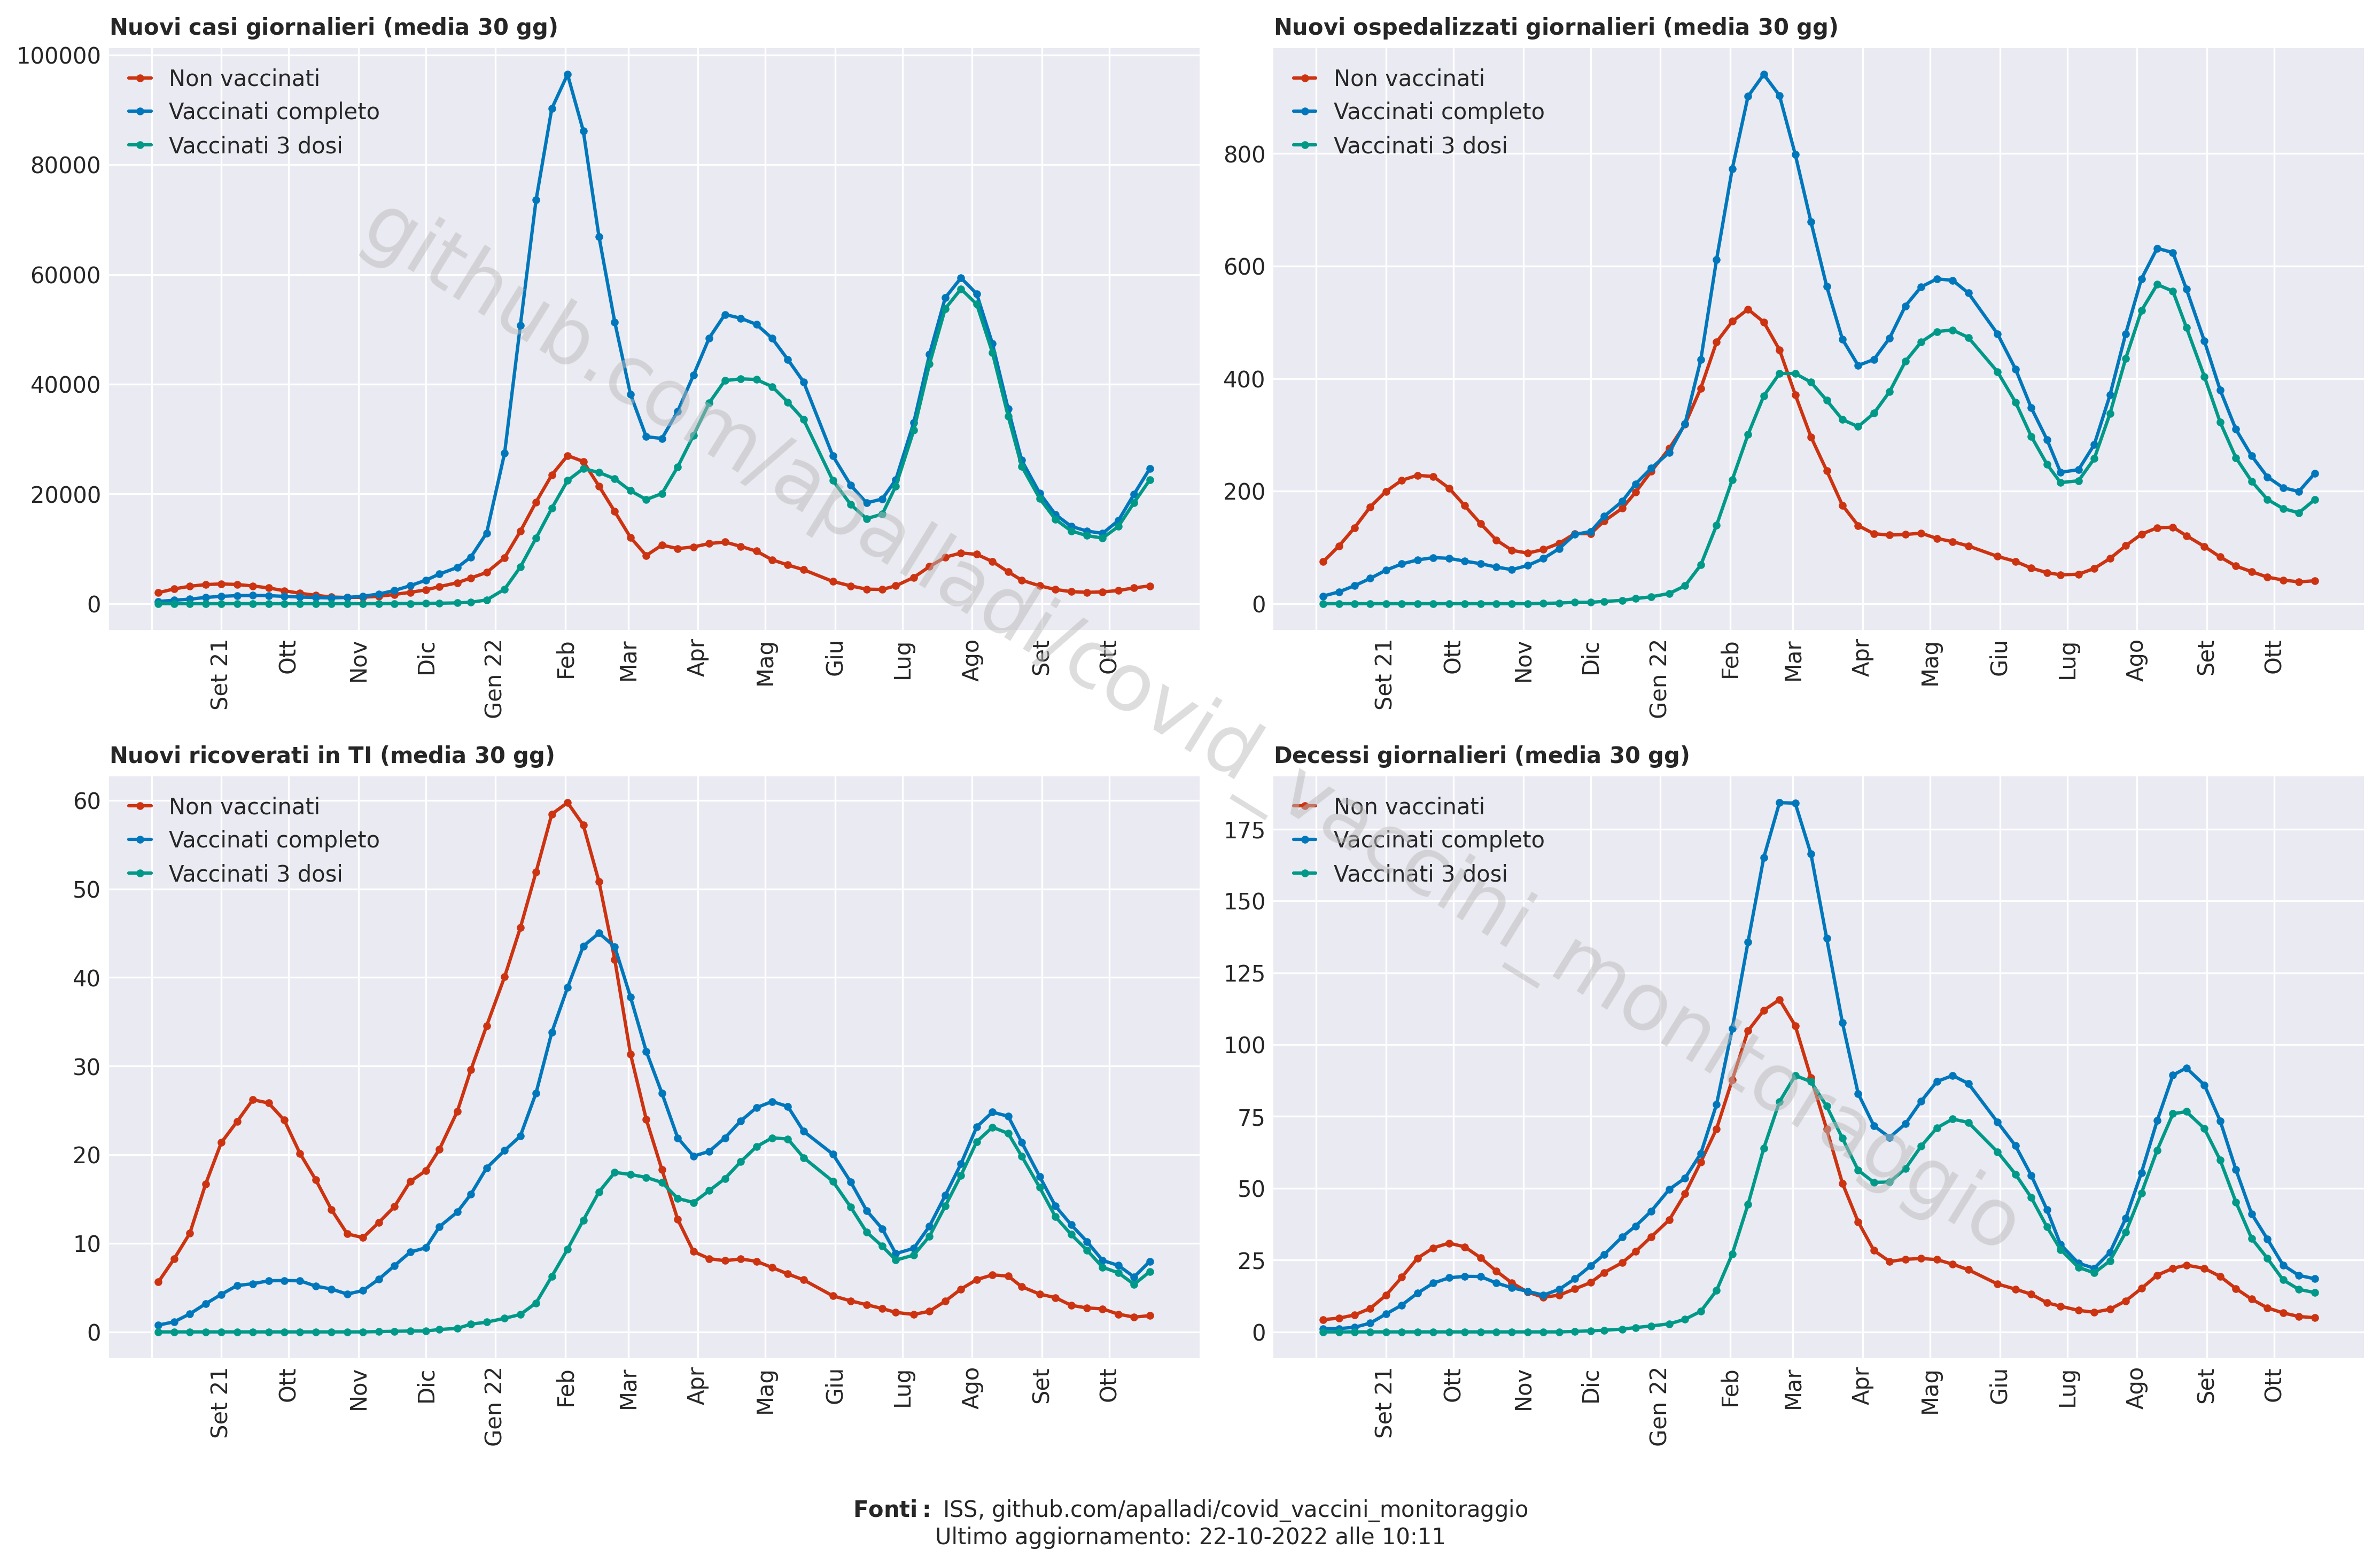 Nuovi casi giornalieri (media 30 gg)
100000
80000
60000
40000
20000
0
Non vaccinati
Vaccinati completo
Vaccinati 3 dosi
Set 21 Ott Nov Dic Gen 22 Feb Mar Apr Mag Giu Lug Ago Set Ott
Nuovi ospedalizzati giornalieri (media 30 gg)
800
600
400
200
0
Non vaccinati
Vaccinati completo
Vaccinati 3 dosi
Set 21 Ott Nov Dic Gen 22 Feb Mar Apr Mag Giu Lug Ago Set Ott
Nuovi ricoverati in TI (media 30 gg)
60
50
40
30
20
10
0
Non vaccinati
Vaccinati completo
Vaccinati 3 dosi
Set 21 Ott Nov Dic Gen 22 Feb Mar Apr Mag Giu Lug Ago Set Ott
Decessi giornalieri (media 30 gg)
175
150
125
100
75
50
25
0
Non vaccinati
Vaccinati completo
Vaccinati 3 dosi
Set 21 Ott Nov Dic Gen 22 Feb Mar Apr Mag Giu Lug Ago Set Ott
github.com/apalladi/covid_vaccini_monitoraggio
Fonti: ISS, github.com/apalladi/covid_vaccini_monitoraggio
Ultimo aggiornamento: 22-10-2022 alle 10:11